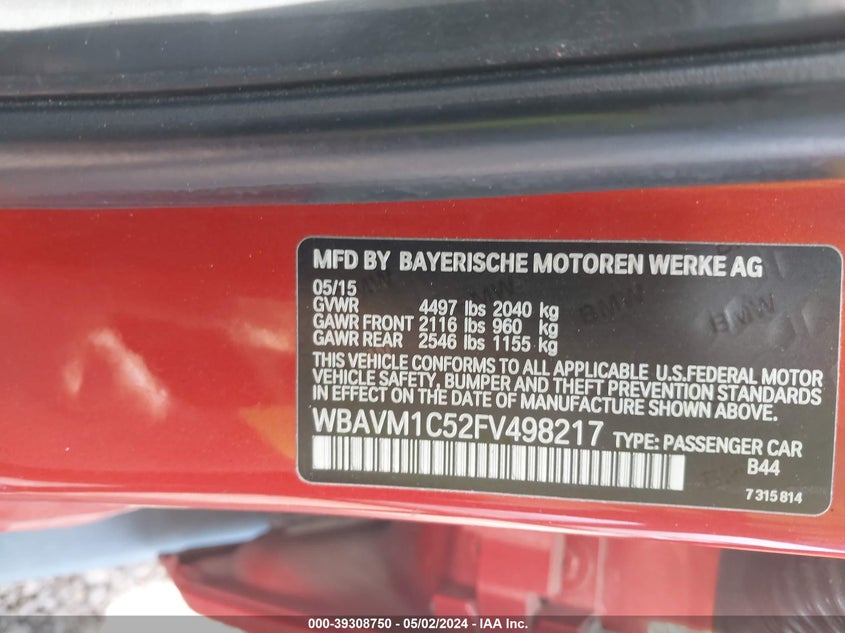 MFD BY BAYERISCHE MOTOREN WERKE AG
05/15
GVWR 4497 lbs 2040 kg
GAWR FRONT 2116 lbs 960 kg
GAWR REAR 2546 lbs 1155 kg
THIS VEHICLE CONFORMS TO ALL APPLICABLE U.S.FEDERAL MOTOR
VEHICLE SAFETY, BUMPER AND THEFT PREVENTION STANDARDS
IN EFFECT ON THE DATE OF MANUFACTURE SHOWN ABOVE.
WBAVM1C52FV498217 TYPE: PASSENGER CAR
B44
7 315 814
BMW
BMW
000-39308750 — 05/02/2024 — IAA, Inc.